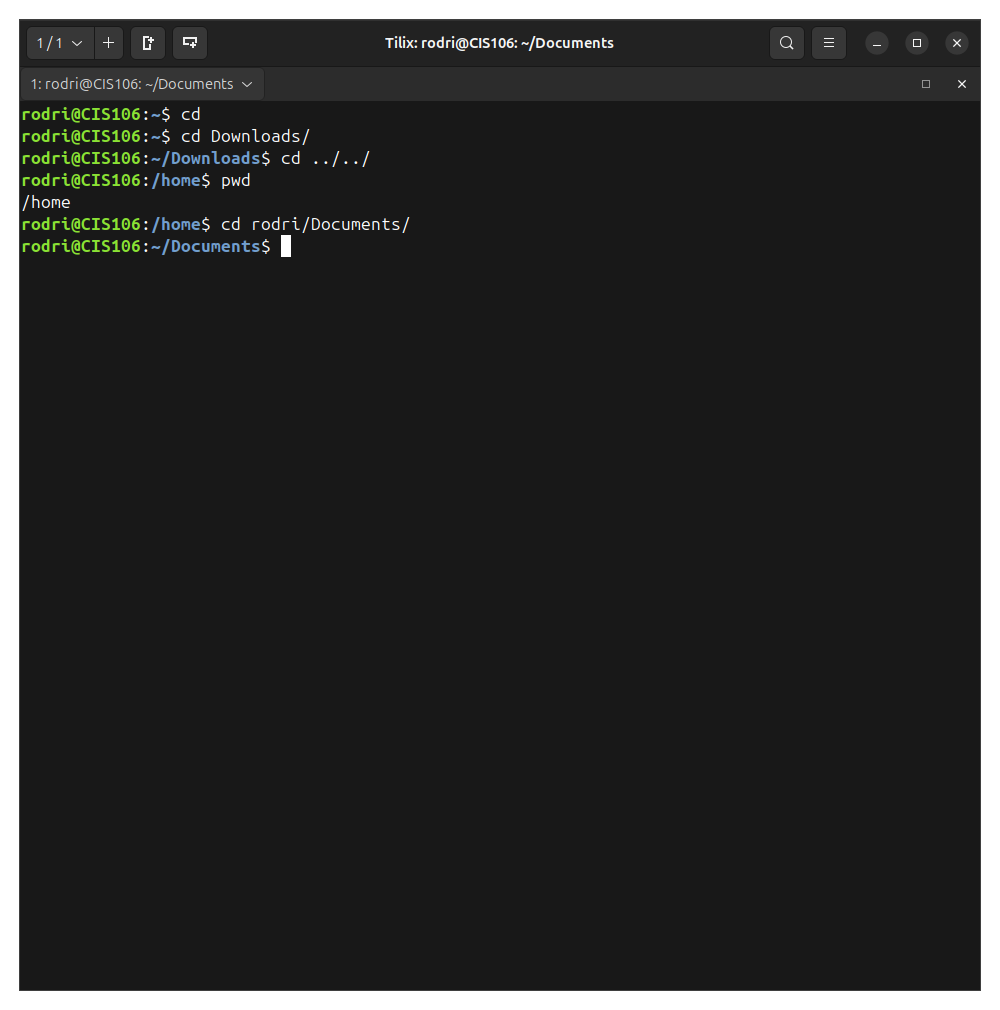 1 / 1
Tilix: rodri@CIS106: ~/Documents
1: rodri@CIS106: ~/Documents
rodri@CIS106:~$ cd
rodri@CIS106:~$ cd Downloads/
rodri@CIS106:~/Downloads$ cd ../../
rodri@CIS106:/home$ pwd
/home
rodri@CIS106:/home$ cd rodri/Documents/
rodri@CIS106:~/Documents$